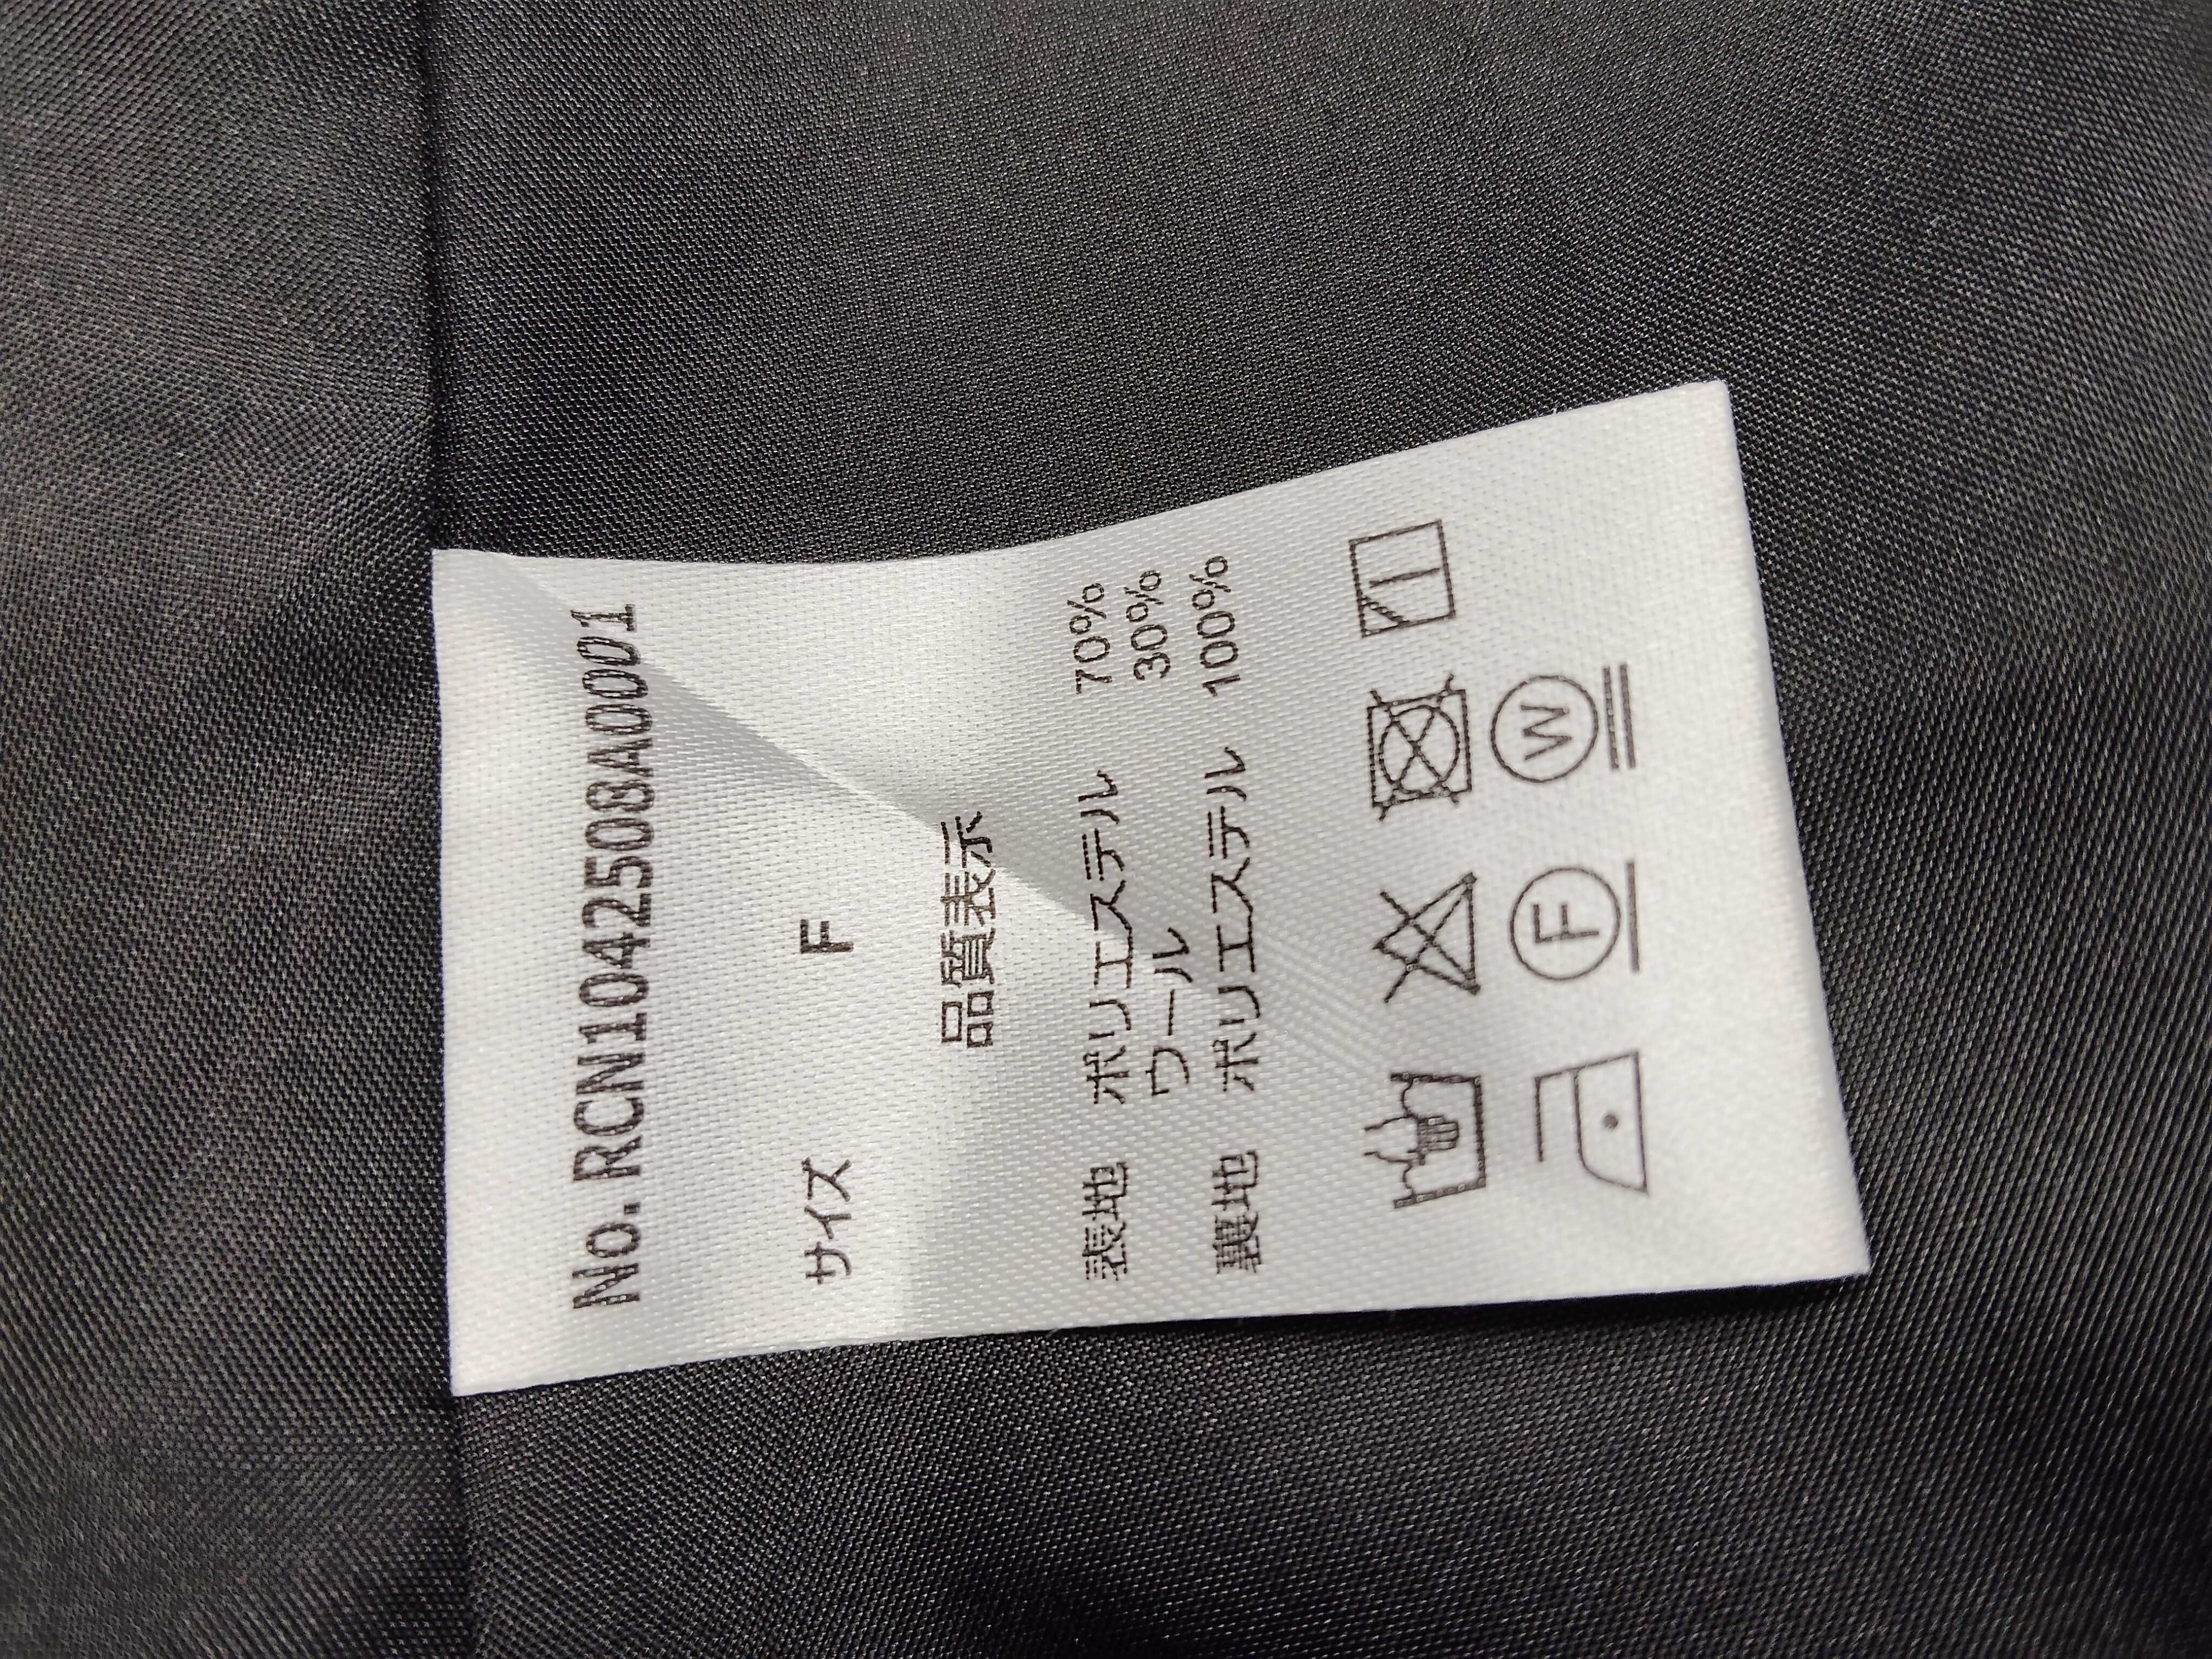 No. RCN1042508A0001
サイズ F
品質表示
表地 ポリエステル 70%
ウール 30%
裏地 ポリエステル 100%
F W